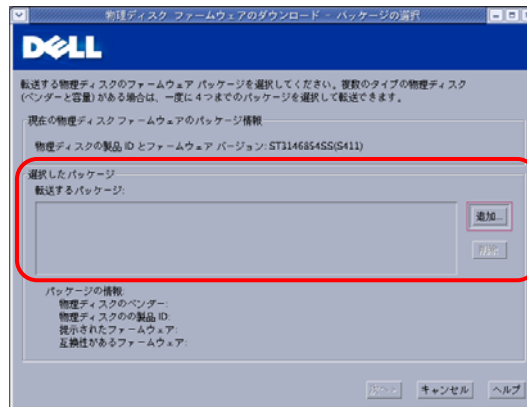 物理ディスク ファームウェアのダウンロード - パッケージの選択
DELL
転送する物理ディスクのファームウェア パッケージを選択してください。複数のタイプの物理ディスク
(ベンダーと容量)がある場合は、一度に4つまでのパッケージを選択して転送できます。
現在の物理ディスクファームウェアのパッケージ情報
物理ディスクの製品 ID とファームウェア バージョン: ST3146854SS(S411)
選択したパッケージ
転送するパッケージ:
追加...
削除
パッケージの情報:
物理ディスクのベンダー:
物理ディスクのの製品 ID:
提示されたファームウェア:
互換性があるファームウェア:
キャンセル
ヘルプ